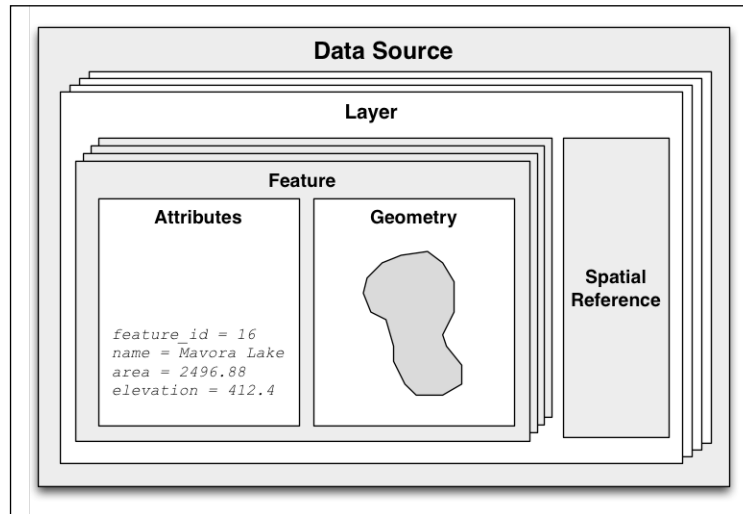 Data Source
Layer
Feature
Attributes
Geometry
feature_id = 16
name = Mavora Lake
area = 2496.88
elevation = 412.4
Spatial
Reference